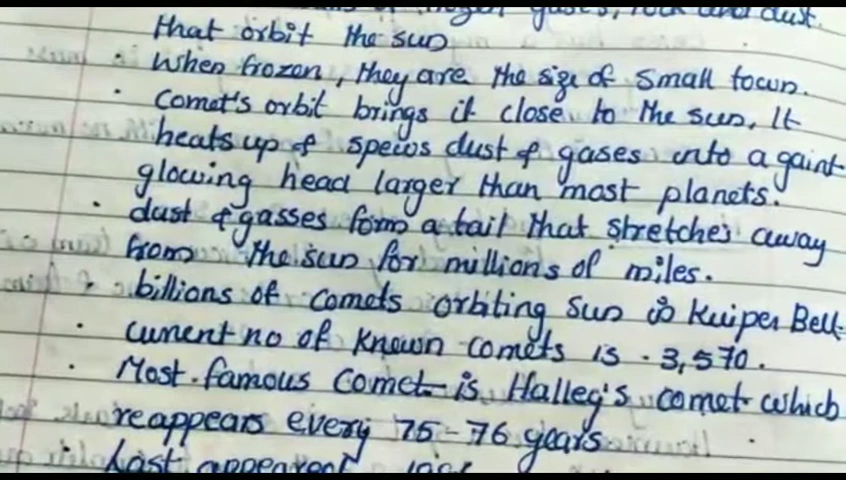 gases, rock and dust.
that orbit the sun
When frozen, they are the size of small town.
• Comet's orbit brings it close to the sun, It
heats up & spews dust & gases into a gaint
glowing head larger than most planets.
• dust & gasses form a tail that stretches away
from the sun for millions of miles.
• billions of comets orbiting sun in Kuiper Belt
• current no of known comets is 3,570.
• Most famous comet is Halley's comet which
reappears every 75-76 years
Last appeared